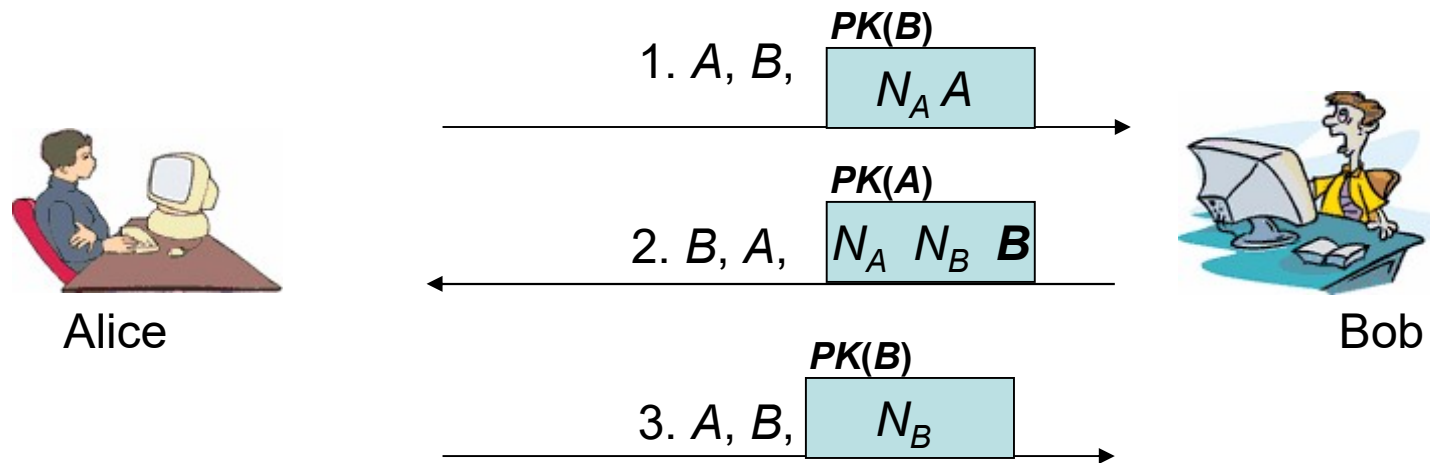 PK(B)
1. A, B, N_A A
PK(A)
2. B, A, N_A N_B B
Alice
Bob
PK(B)
3. A, B, N_B